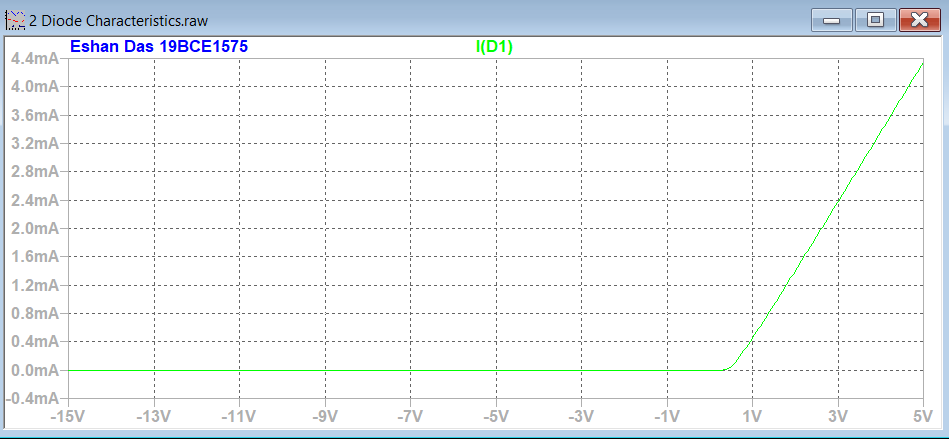 2 Diode Characteristics.raw
Eshan Das 19BCE1575 I(D1)
4.4mA
4.0mA
3.6mA
3.2mA
2.8mA
2.4mA
2.0mA
1.6mA
1.2mA
0.8mA
0.4mA
0.0mA
-0.4mA
-15V -13V -11V -9V -7V -5V -3V -1V 1V 3V 5V